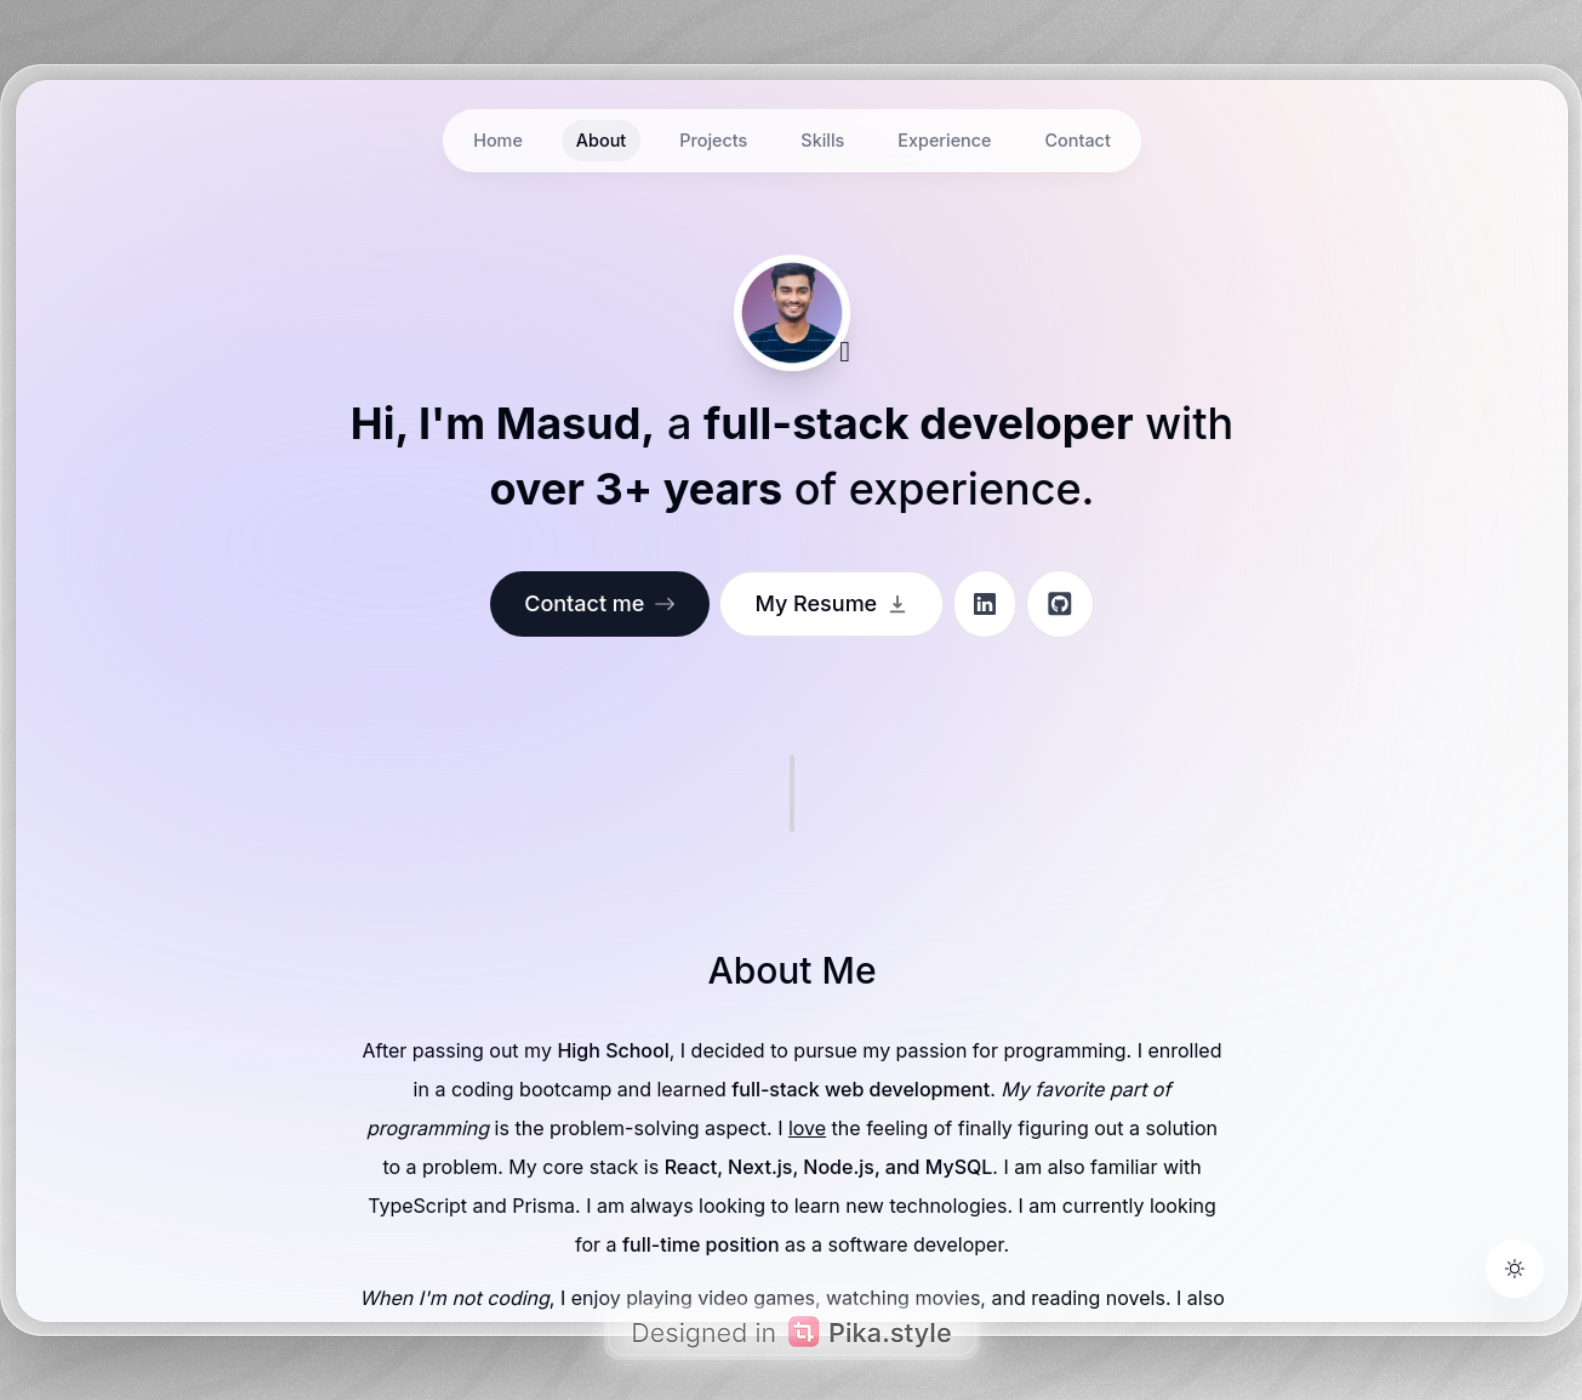 Home About Projects Skills Experience Contact
Hi, I'm Masud, a full-stack developer with
over 3+ years of experience.
Contact me My Resume in
About Me
After passing out my High School, I decided to pursue my passion for programming. I enrolled
in a coding bootcamp and learned full-stack web development. My favorite part of
programming is the problem-solving aspect. I love the feeling of finally figuring out a solution
to a problem. My core stack is React, Next.js, Node.js, and MySQL. I am also familiar with
TypeScript and Prisma. I am always looking to learn new technologies. I am currently looking
for a full-time position as a software developer.
When I'm not coding, I enjoy playing video games, watching movies, and reading novels. I also
Designed in Pika.style